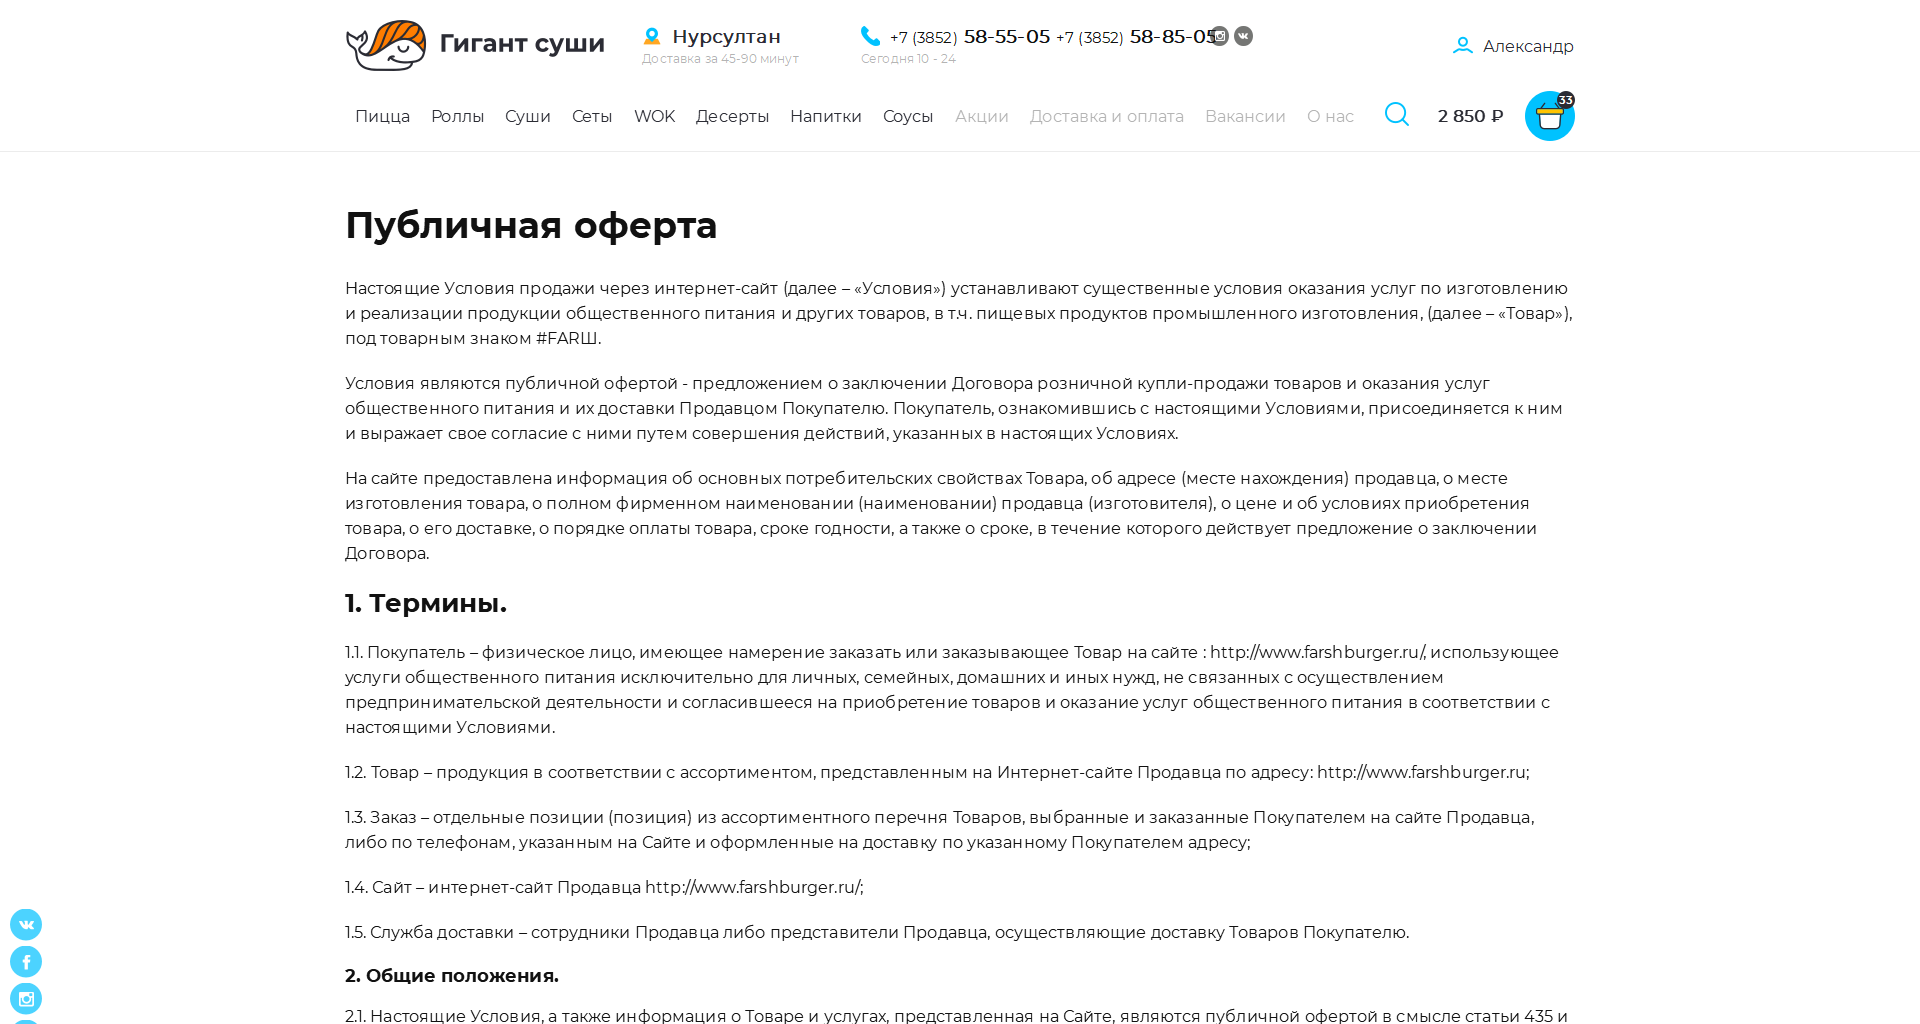 Гигант суши
Нурсултан
Доставка за 45-90 минут
+7 (3852) 58-55-05 +7 (3852) 58-85-05
Сегодня 10 - 24
Александр
Пицца Роллы Суши Сеты WOK Десерты Напитки Соусы Акции Доставка и оплата Вакансии О нас 2 850 ₽ 33
Публичная оферта
Настоящие Условия продажи через интернет-сайт (далее – «Условия») устанавливают существенные условия оказания услуг по изготовлению
и реализации продукции общественного питания и других товаров, в т.ч. пищевых продуктов промышленного изготовления, (далее – «Товар»),
под товарным знаком #FARШ.
Условия являются публичной офертой - предложением о заключении Договора розничной купли-продажи товаров и оказания услуг
общественного питания и их доставки Продавцом Покупателю. Покупатель, ознакомившись с настоящими Условиями, присоединяется к ним
и выражает свое согласие с ними путем совершения действий, указанных в настоящих Условиях.
На сайте предоставлена информация об основных потребительских свойствах Товара, об адресе (месте нахождения) продавца, о месте
изготовления товара, о полном фирменном наименовании (наименовании) продавца (изготовителя), о цене и об условиях приобретения
товара, о его доставке, о порядке оплаты товара, сроке годности, а также о сроке, в течение которого действует предложение о заключении
Договора.
1. Термины.
1.1. Покупатель – физическое лицо, имеющее намерение заказать или заказывающее Товар на сайте : http://www.farshburger.ru/, использующее
услуги общественного питания исключительно для личных, семейных, домашних и иных нужд, не связанных с осуществлением
предпринимательской деятельности и согласившееся на приобретение товаров и оказание услуг общественного питания в соответствии с
настоящими Условиями.
1.2. Товар – продукция в соответствии с ассортиментом, представленным на Интернет-сайте Продавца по адресу: http://www.farshburger.ru;
1.3. Заказ – отдельные позиции (позиция) из ассортиментного перечня Товаров, выбранные и заказанные Покупателем на сайте Продавца,
либо по телефонам, указанным на Сайте и оформленные на доставку по указанному Покупателем адресу;
1.4. Сайт – интернет-сайт Продавца http://www.farshburger.ru/;
1.5. Служба доставки – сотрудники Продавца либо представители Продавца, осуществляющие доставку Товаров Покупателю.
2. Общие положения.
2.1. Настоящие Условия, а также информация о Товаре и услугах, представленная на Сайте, являются публичной офертой в смысле статьи 435 и